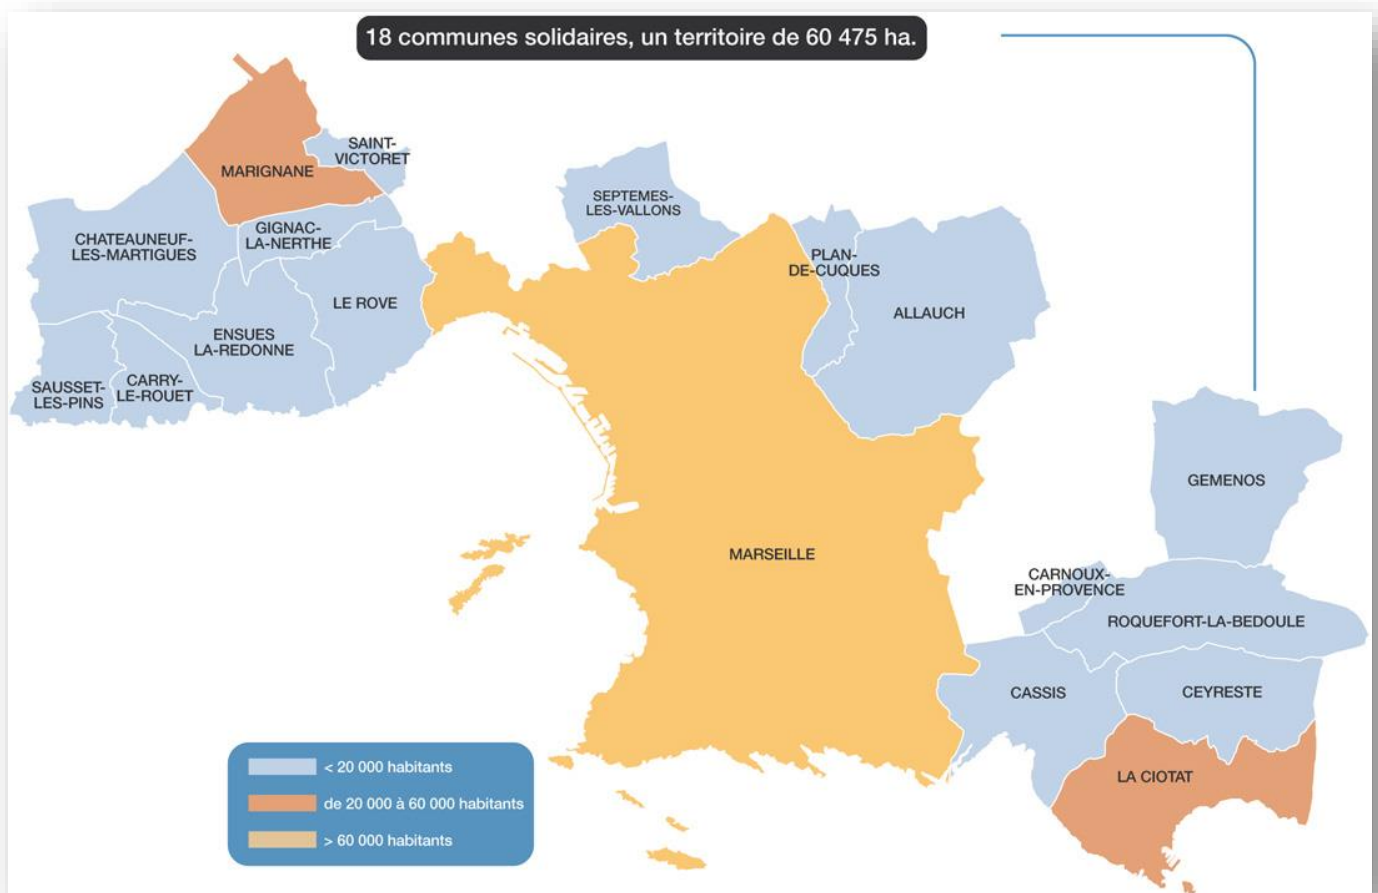 18 communes solidaires, un territoire de 60 475 ha.
SAINT-
VICTORET
MARIGNANE
SEPTEMES-
LES-VALLONS
GIGNAC-
LA-NERTHE
CHATEAUNEUF-
LES-MARTIGUES
PLAN-
DE-CUQUES
LE ROVE
ALLAUCH
ENSUES
LA-REDONNE
SAUSSET-
LES-PINS
CARRY-
LE-ROUET
GEMENOS
MARSEILLE
CARNOUX-
EN-PROVENCE
ROQUEFORT-LA-BEDOULE
CASSIS
CEYRESTE
LA CIOTAT
< 20 000 habitants
de 20 000 à 60 000 habitants
> 60 000 habitants